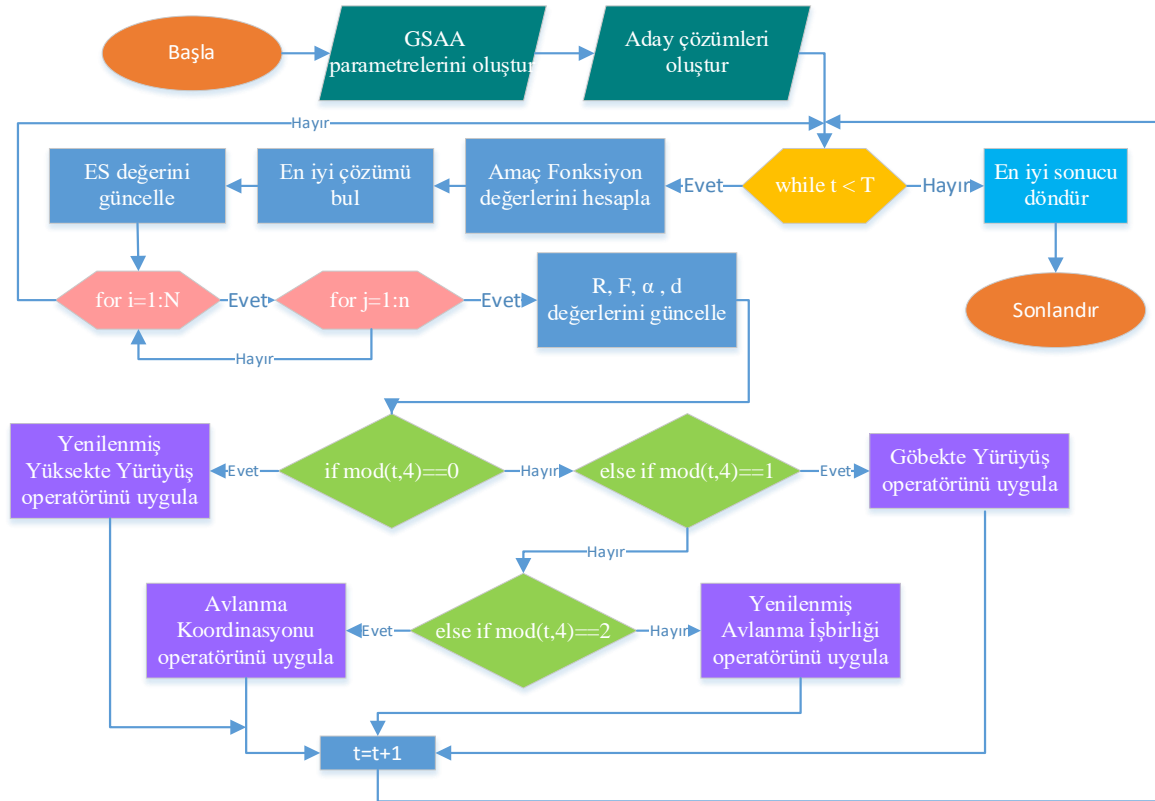 Başla
GSAA
parametrelerini oluştur
Aday çözümleri
oluştur
Hayır
ES değerini
güncelle
En iyi çözümü
bul
Amaç Fonksiyon
değerlerini hesapla
Evet
while t < T
Hayır
En iyi sonucu
döndür
for i=1:N
Evet
for j=1:n
Evet
R, F, α , d
değerlerini güncelle
Sonlandır
Hayır
Yenilenmiş
Yüksekte Yürüyüş
operatörünü uygula
Evet
if mod(t,4)==0
Hayır
else if mod(t,4)==1
Evet
Göbekte Yürüyüş
operatörünü uygula
Hayır
Avlanma
Koordinasyonu
operatörünü uygula
Evet
else if mod(t,4)==2
Hayır
Yenilenmiş
Avlanma İşbirliği
operatörünü uygula
t=t+1